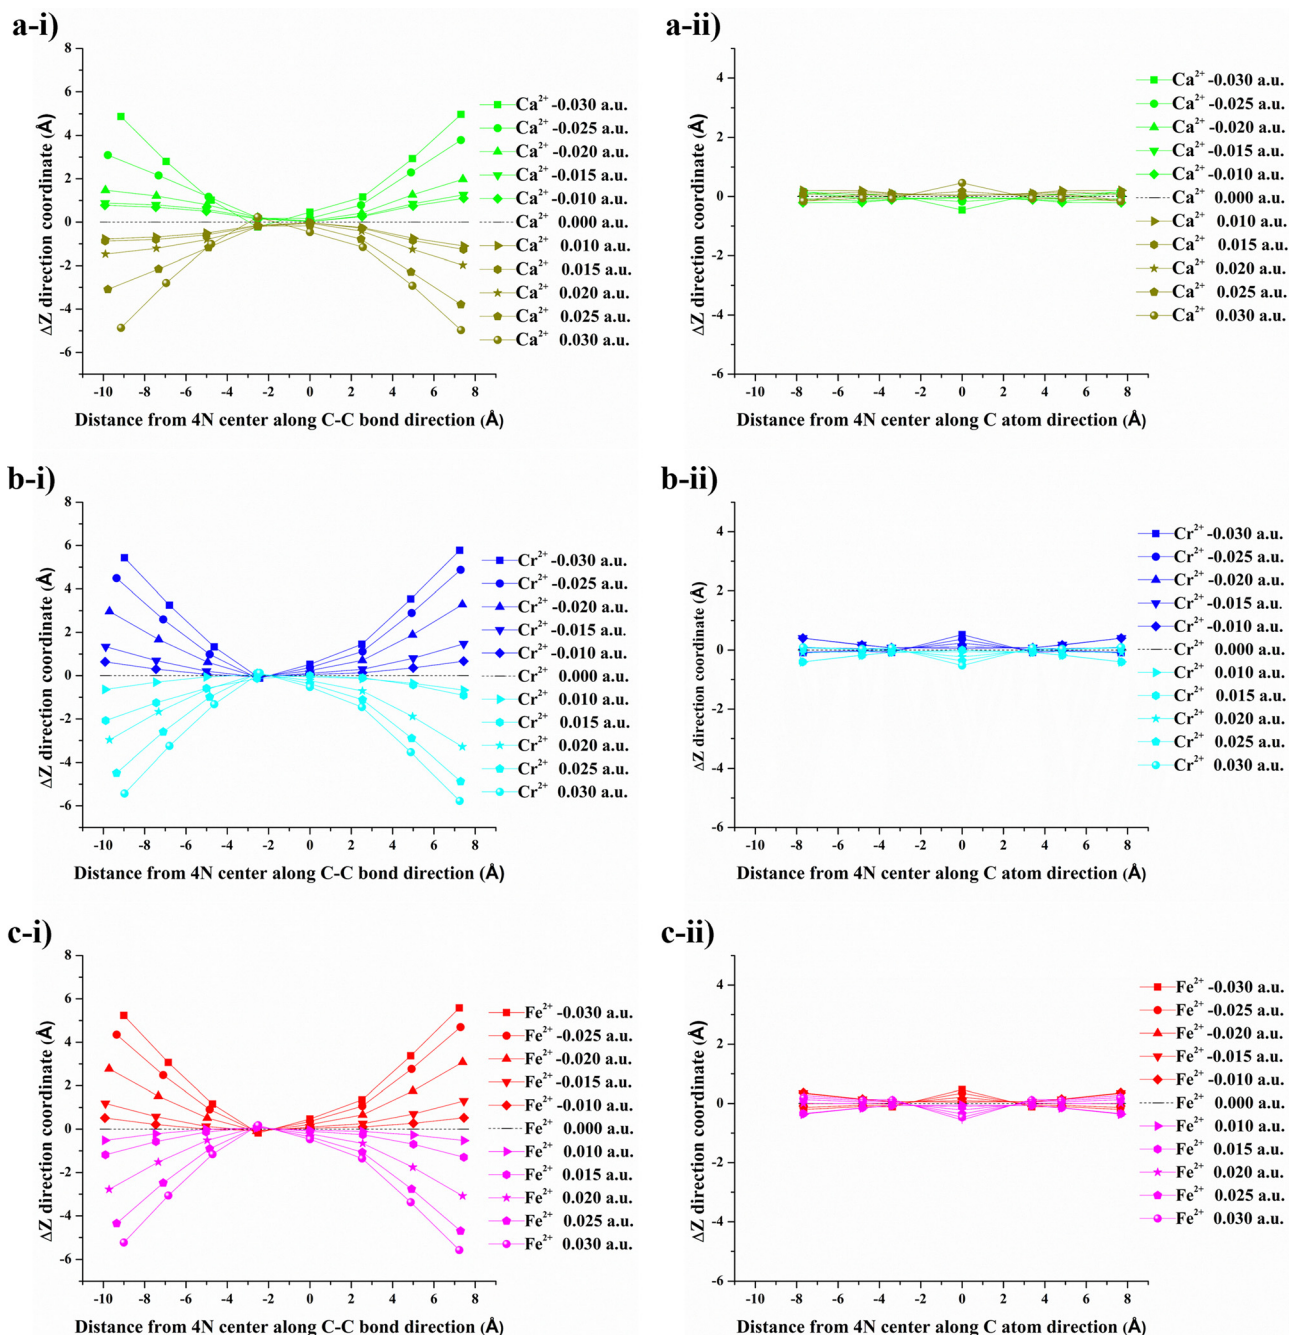 a-i)
8
6
4
2
0
-2
-4
-6
ΔZ direction coordinate (Å)
-10 -8 -6 -4 -2 0 2 4 6 8
Distance from 4N center along C-C bond direction (Å)
Ca²⁺ -0.030 a.u.
Ca²⁺ -0.025 a.u.
Ca²⁺ -0.020 a.u.
Ca²⁺ -0.015 a.u.
Ca²⁺ -0.010 a.u.
Ca²⁺ 0.000 a.u.
Ca²⁺ 0.010 a.u.
Ca²⁺ 0.015 a.u.
Ca²⁺ 0.020 a.u.
Ca²⁺ 0.025 a.u.
Ca²⁺ 0.030 a.u.
a-ii)
4
2
0
-2
-4
-6
ΔZ direction coordinate (Å)
-10 -8 -6 -4 -2 0 2 4 6 8
Distance from 4N center along C atom direction (Å)
Ca²⁺ -0.030 a.u.
Ca²⁺ -0.025 a.u.
Ca²⁺ -0.020 a.u.
Ca²⁺ -0.015 a.u.
Ca²⁺ -0.010 a.u.
Ca²⁺ 0.000 a.u.
Ca²⁺ 0.010 a.u.
Ca²⁺ 0.015 a.u.
Ca²⁺ 0.020 a.u.
Ca²⁺ 0.025 a.u.
Ca²⁺ 0.030 a.u.
b-i)
8
6
4
2
0
-2
-4
-6
ΔZ direction coordinate (Å)
-10 -8 -6 -4 -2 0 2 4 6 8
Distance from 4N center along C-C bond direction (Å)
Cr²⁺ -0.030 a.u.
Cr²⁺ -0.025 a.u.
Cr²⁺ -0.020 a.u.
Cr²⁺ -0.015 a.u.
Cr²⁺ -0.010 a.u.
Cr²⁺ 0.000 a.u.
Cr²⁺ 0.010 a.u.
Cr²⁺ 0.015 a.u.
Cr²⁺ 0.020 a.u.
Cr²⁺ 0.025 a.u.
Cr²⁺ 0.030 a.u.
b-ii)
4
2
0
-2
-4
-6
ΔZ direction coordinate (Å)
-10 -8 -6 -4 -2 0 2 4 6 8
Distance from 4N center along C atom direction (Å)
Cr²⁺ -0.030 a.u.
Cr²⁺ -0.025 a.u.
Cr²⁺ -0.020 a.u.
Cr²⁺ -0.015 a.u.
Cr²⁺ -0.010 a.u.
Cr²⁺ 0.000 a.u.
Cr²⁺ 0.010 a.u.
Cr²⁺ 0.015 a.u.
Cr²⁺ 0.020 a.u.
Cr²⁺ 0.025 a.u.
Cr²⁺ 0.030 a.u.
c-i)
8
6
4
2
0
-2
-4
-6
ΔZ direction coordinate (Å)
-10 -8 -6 -4 -2 0 2 4 6 8
Distance from 4N center along C-C bond direction (Å)
Fe²⁺ -0.030 a.u.
Fe²⁺ -0.025 a.u.
Fe²⁺ -0.020 a.u.
Fe²⁺ -0.015 a.u.
Fe²⁺ -0.010 a.u.
Fe²⁺ 0.000 a.u.
Fe²⁺ 0.010 a.u.
Fe²⁺ 0.015 a.u.
Fe²⁺ 0.020 a.u.
Fe²⁺ 0.025 a.u.
Fe²⁺ 0.030 a.u.
c-ii)
4
2
0
-2
-4
-6
ΔZ direction coordinate (Å)
-10 -8 -6 -4 -2 0 2 4 6 8
Distance from 4N center along C atom direction (Å)
Fe²⁺ -0.030 a.u.
Fe²⁺ -0.025 a.u.
Fe²⁺ -0.020 a.u.
Fe²⁺ -0.015 a.u.
Fe²⁺ -0.010 a.u.
Fe²⁺ 0.000 a.u.
Fe²⁺ 0.010 a.u.
Fe²⁺ 0.015 a.u.
Fe²⁺ 0.020 a.u.
Fe²⁺ 0.025 a.u.
Fe²⁺ 0.030 a.u.